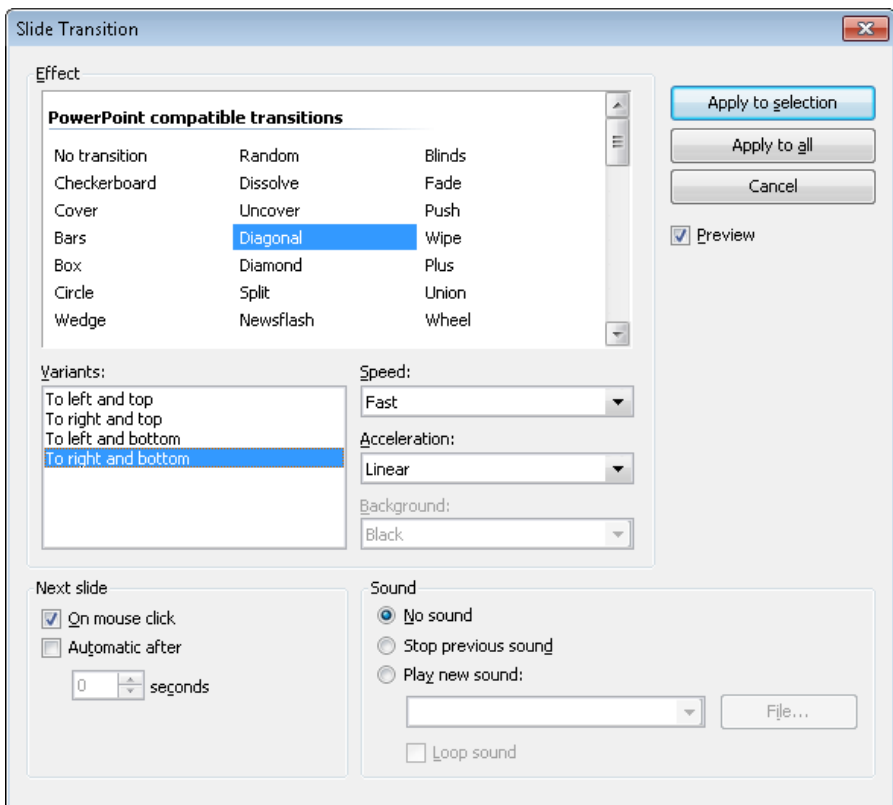 Slide Transition
Effect
Apply to selection
Apply to all
Cancel
Preview
PowerPoint compatible transitions
No transition Random Blinds
Checkerboard Dissolve Fade
Cover Uncover Push
Bars Diagonal Wipe
Box Diamond Plus
Circle Split Union
Wedge Newsflash Wheel
Variants:
To left and top
To right and top
To left and bottom
To right and bottom
Speed:
Fast
Acceleration:
Linear
Background:
Black
Next slide
On mouse click
Automatic after
0 seconds
Sound
No sound
Stop previous sound
Play new sound:
File...
Loop sound